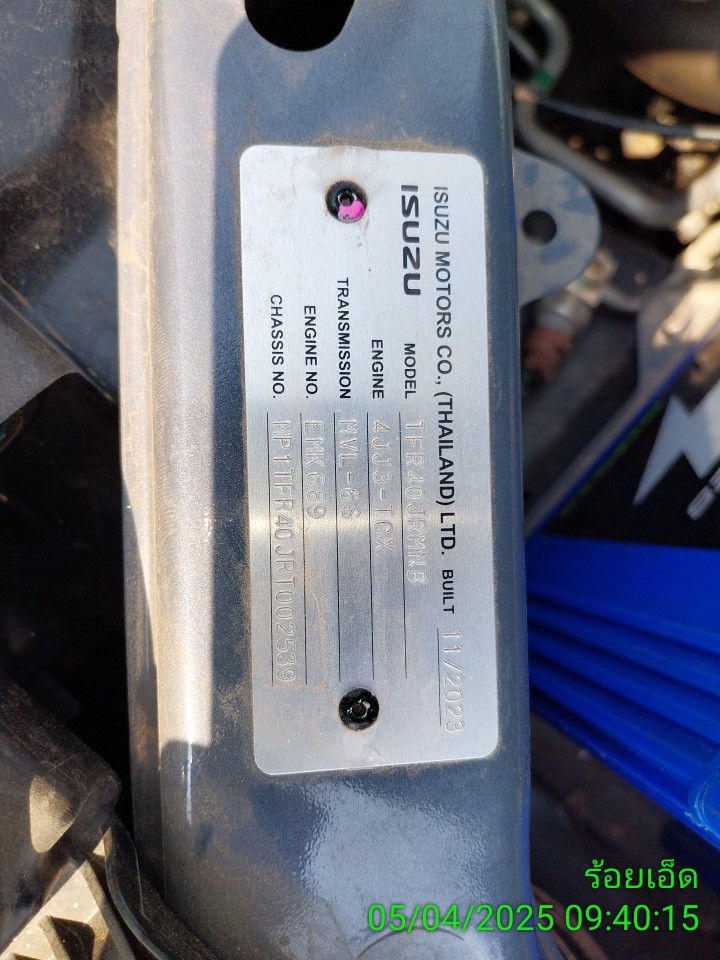 ISUZU MOTORS CO., (THAILAND) LTD. BUILT 11/2023
ISUZU
MODEL TFR40JRMNB
ENGINE 4JJ3-TCX
TRANSMISSION MVL-6S
ENGINE NO. EMK689
CHASSIS NO. MP1TFR40JRT002539
ร้อยเอ็ด
05/04/2025 09:40:15